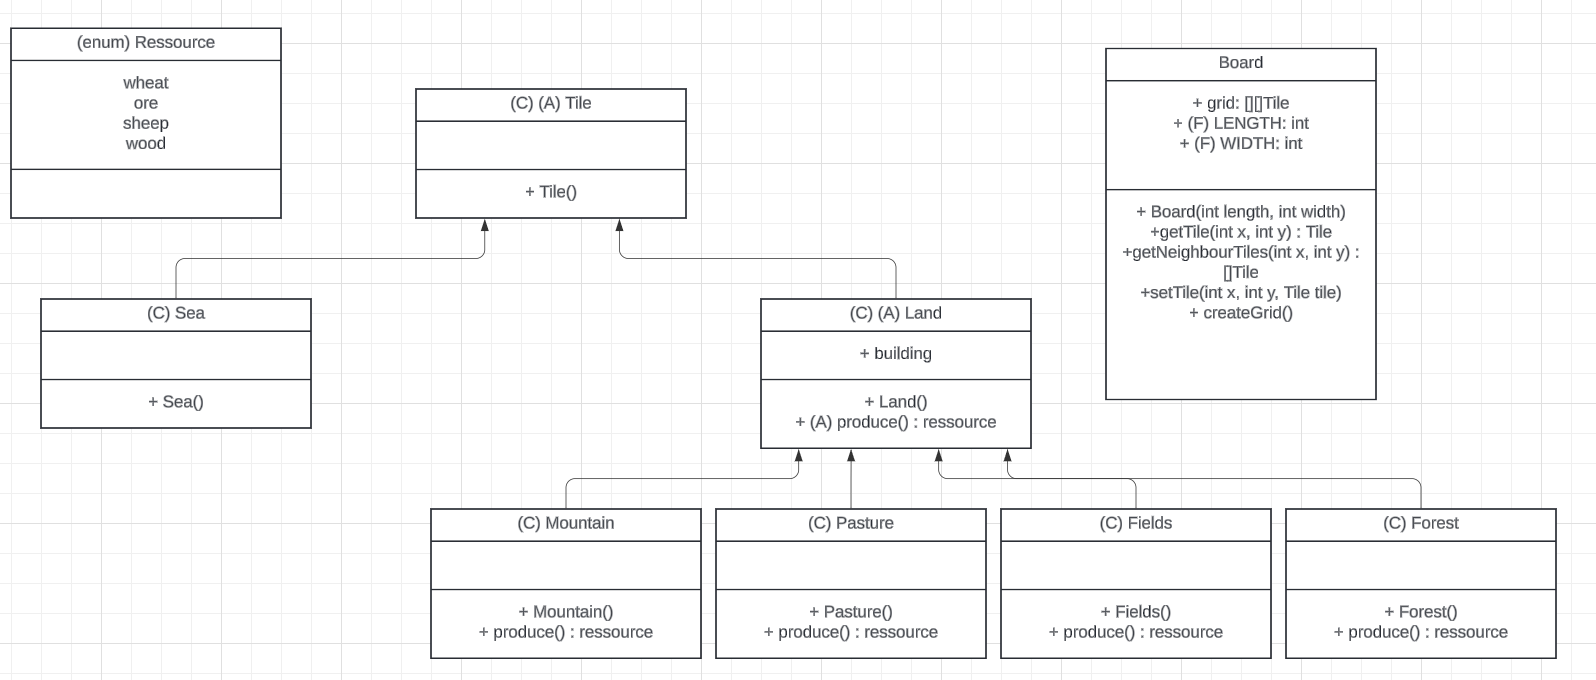 (enum) Ressource
wheat
ore
sheep
wood
(C) (A) Tile
+ Tile()
Board
+ grid: [][]Tile
+ (F) LENGTH: int
+ (F) WIDTH: int
+ Board(int length, int width)
+getTile(int x, int y) : Tile
+getNeighbourTiles(int x, int y) :
[]Tile
+setTile(int x, int y, Tile tile)
+ createGrid()
(C) Sea
+ Sea()
(C) (A) Land
+ building
+ Land()
+ (A) produce() : ressource
(C) Mountain
+ Mountain()
+ produce() : ressource
(C) Pasture
+ Pasture()
+ produce() : ressource
(C) Fields
+ Fields()
+ produce() : ressource
(C) Forest
+ Forest()
+ produce() : ressource